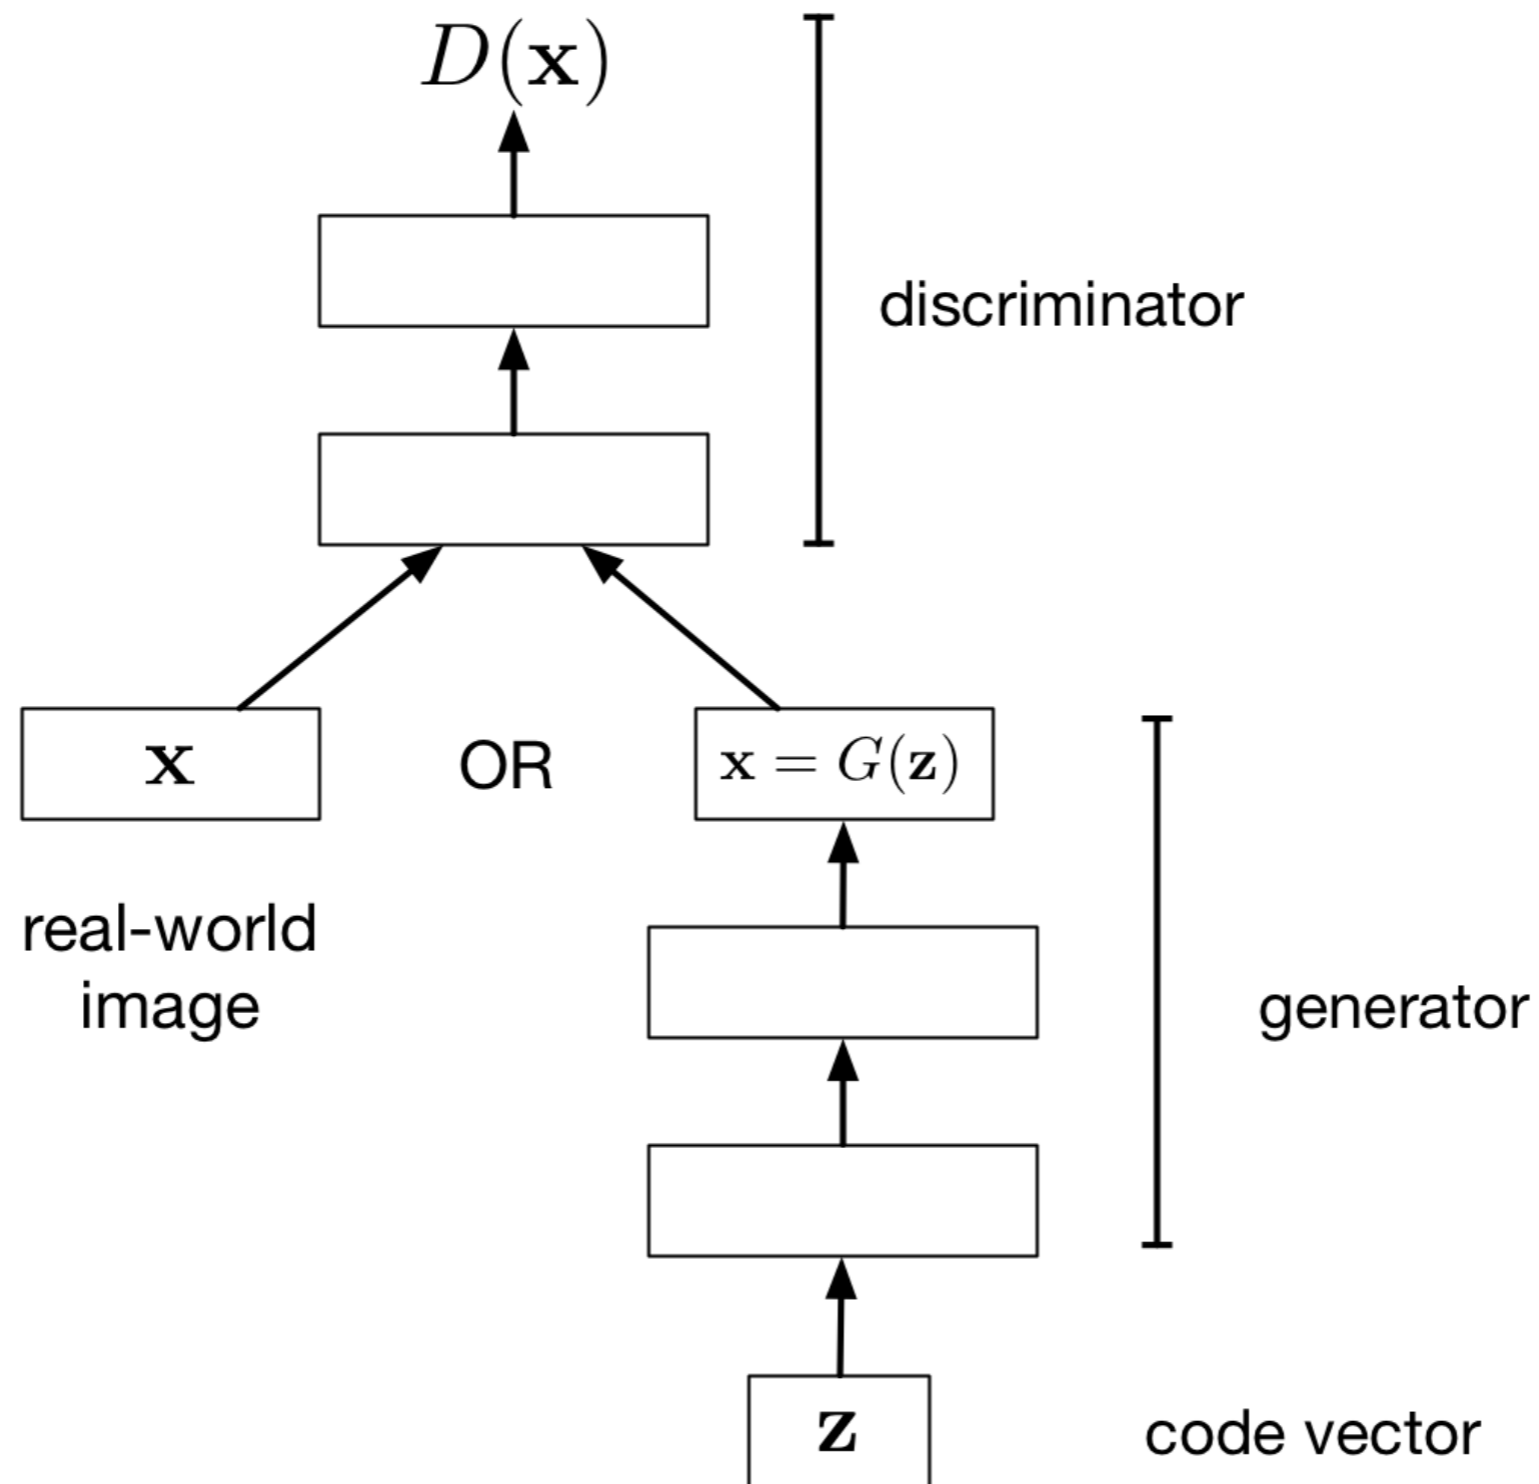 D(x)
discriminator
x
OR
x = G(z)
real-world
image
generator
z
code vector